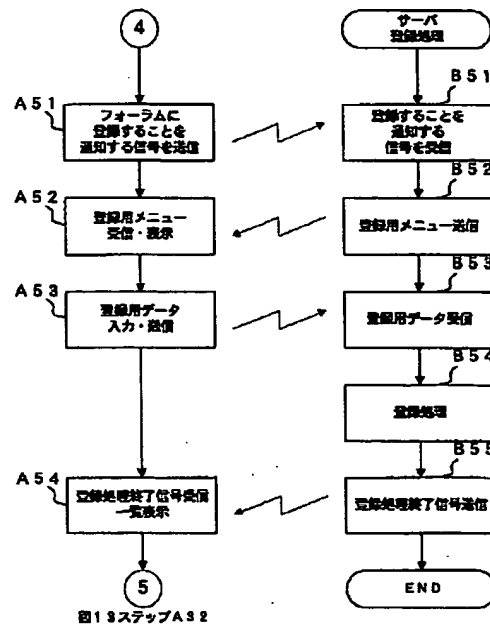 4
サーバ
登録処理
A51
フォーラムに
登録することを
通知する信号を送信
B51
登録することを
通知する
信号を受信
A52
登録用メニュー
受信・表示
B52
登録用メニュー送信
A53
登録用データ
入力・送信
B53
登録用データ受信
B54
登録処理
A54
登録処理終了信号受信
一覧表示
B55
登録処理終了信号送信
5
END
図13ステップA32